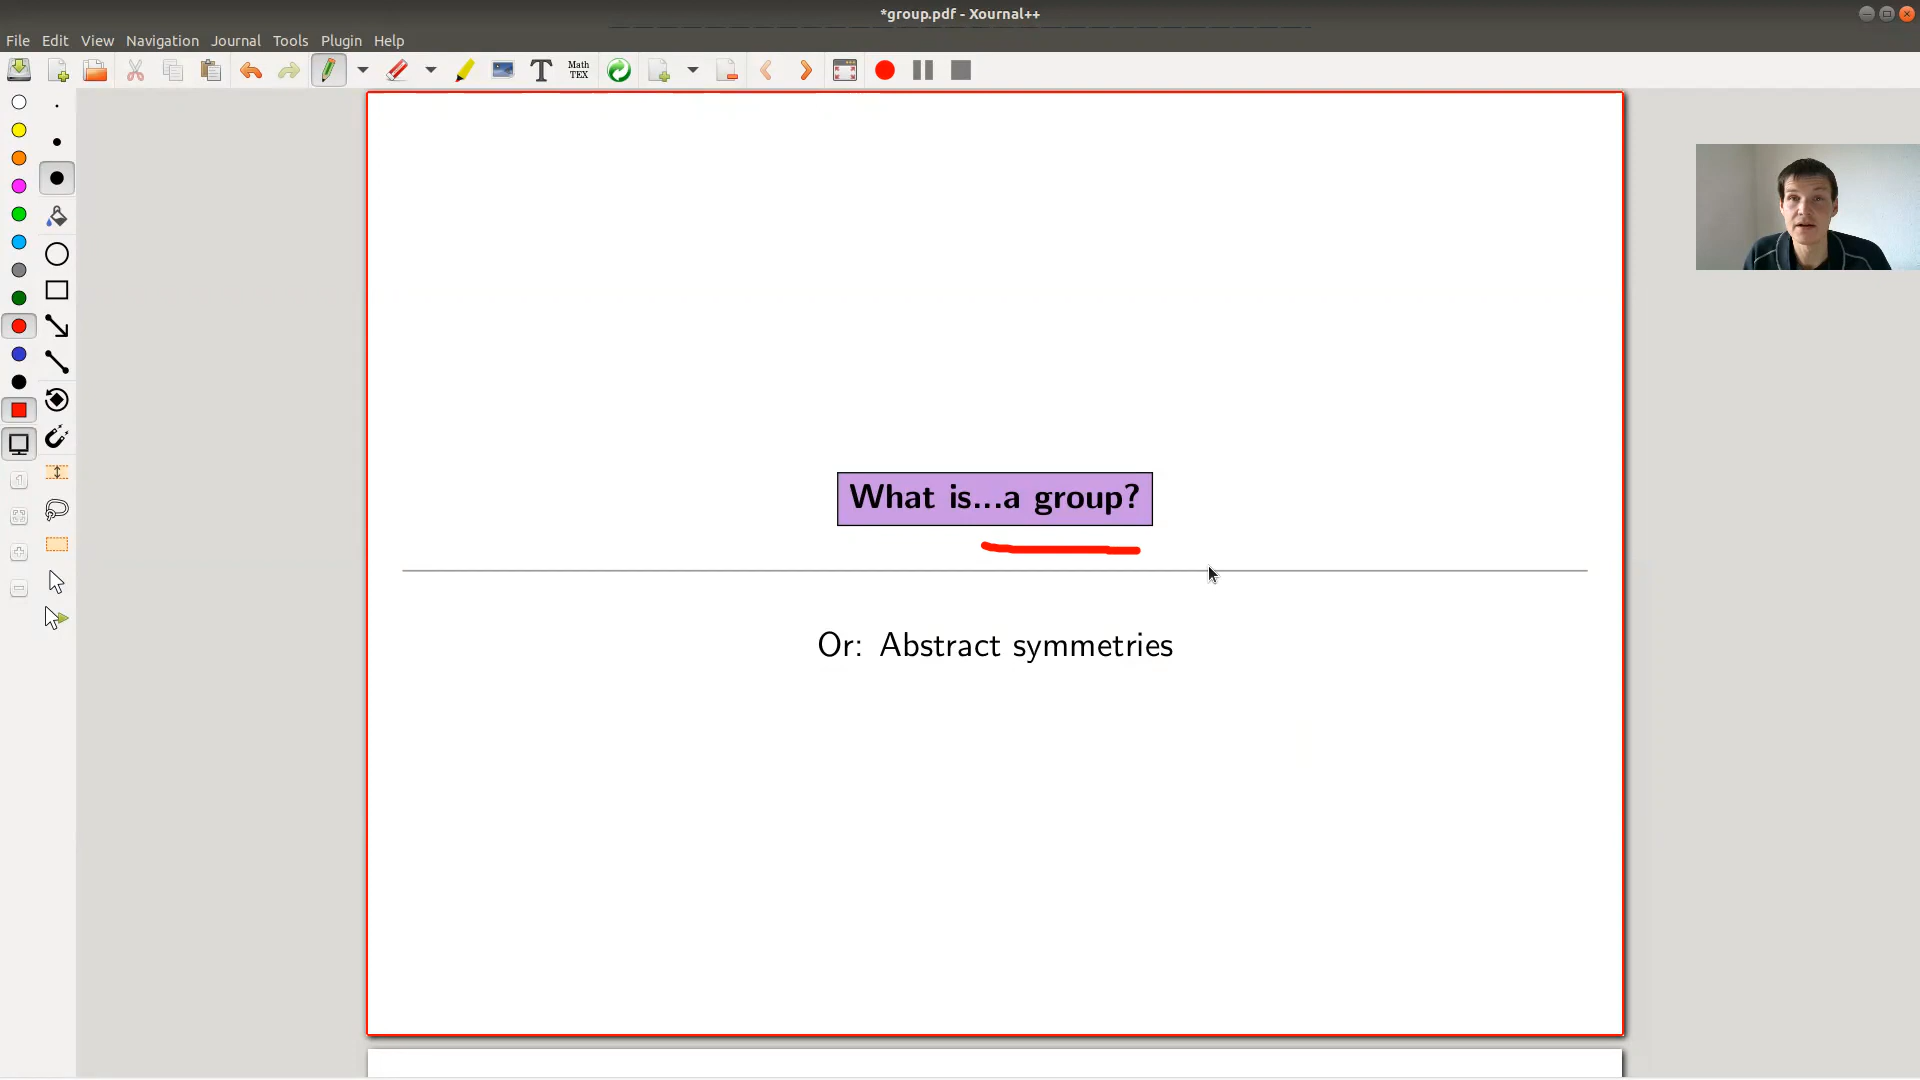 *group.pdf - Xournal++
File Edit View Navigation Journal Tools Plugin Help
Math
TEX
What is...a group?
Or: Abstract symmetries